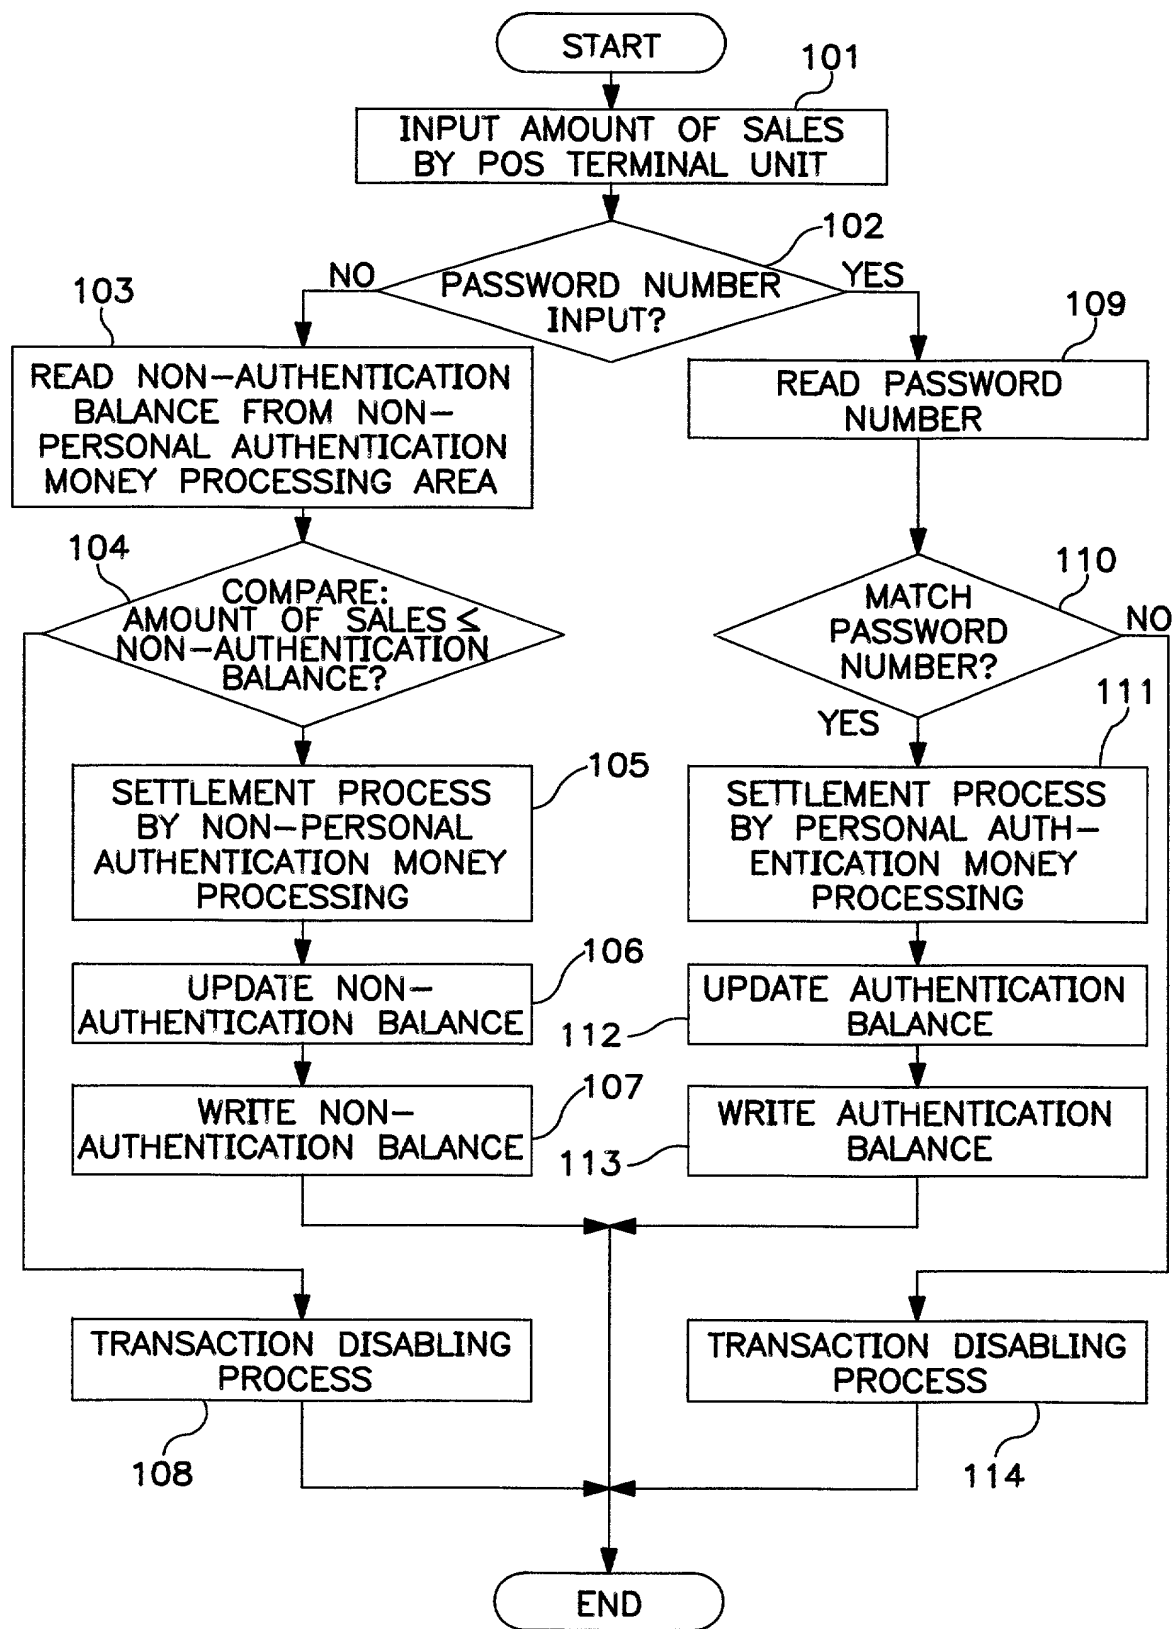 START
101
INPUT AMOUNT OF SALES
BY POS TERMINAL UNIT
102
PASSWORD NUMBER
INPUT?
NO
YES
103
READ NON-AUTHENTICATION
BALANCE FROM NON-
PERSONAL AUTHENTICATION
MONEY PROCESSING AREA
104
COMPARE:
AMOUNT OF SALES ≤
NON-AUTHENTICATION
BALANCE?
105
SETTLEMENT PROCESS
BY NON-PERSONAL
AUTHENTICATION MONEY
PROCESSING
106
UPDATE NON-
AUTHENTICATION BALANCE
107
WRITE NON-
AUTHENTICATION BALANCE
TRANSACTION DISABLING
PROCESS
108
109
READ PASSWORD
NUMBER
110
MATCH
PASSWORD
NUMBER?
NO
YES
111
SETTLEMENT PROCESS
BY PERSONAL AUTH-
ENTICATION MONEY
PROCESSING
UPDATE AUTHENTICATION
BALANCE
112
WRITE AUTHENTICATION
BALANCE
113
TRANSACTION DISABLING
PROCESS
114
END